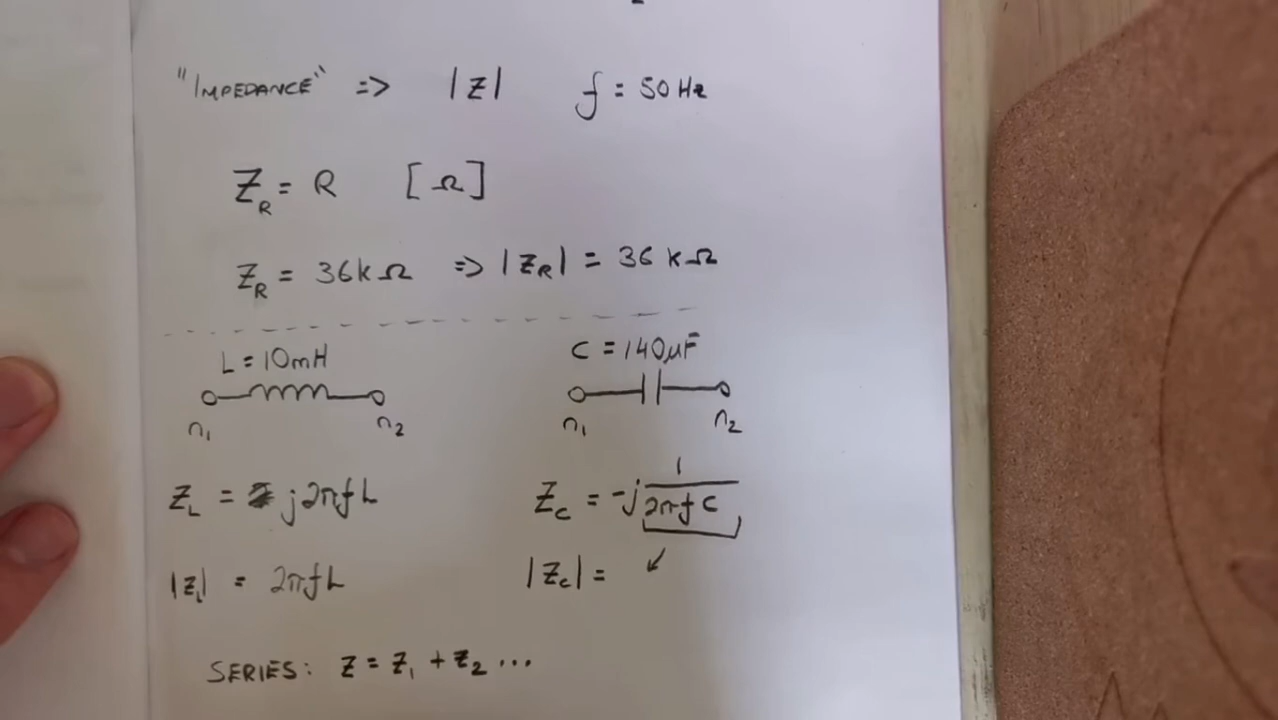 "IMPEDANCE" => |Z| f = 50 Hz
Z_R = R [Ω]
Z_R = 36k Ω => |Z_R| = 36 kΩ
L = 10mH C = 140µF
n₁ n₂ n₁ n₂
Z_L = j2πfL Z_C = -j 1/(2πfC)
|Z_L| = 2πfL |Z_C| =
SERIES: Z = Z₁ + Z₂ ...